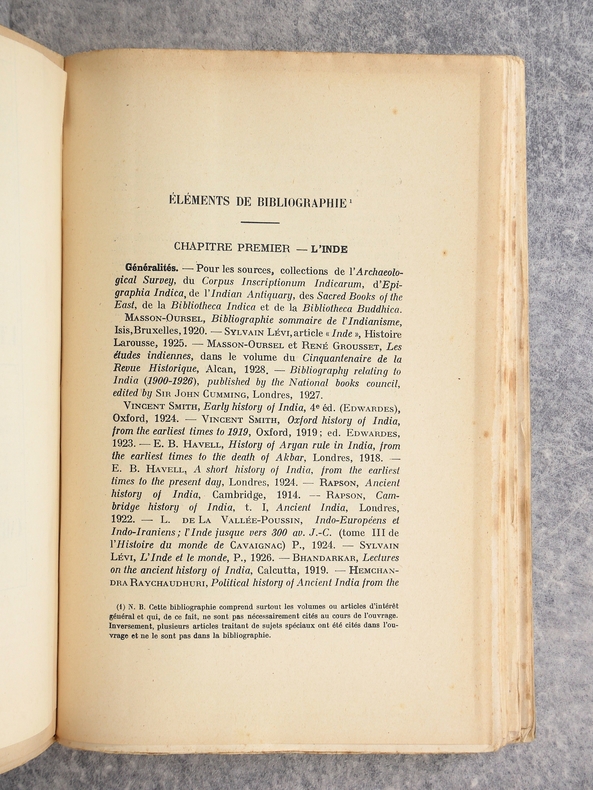 ÉLÉMENTS DE BIBLIOGRAPHIE ¹
CHAPITRE PREMIER — L'INDE
Généralités. — Pour les sources, collections de l'Archaeolo-
gical Survey, du Corpus Inscriptionum Indicarum, d'Epi-
graphia Indica, de l'Indian Antiquary, des Sacred Books of the
East, de la Bibliotheca Indica et de la Bibliotheca Buddhica.
MASSON-OURSEL, Bibliographie sommaire de l'Indianisme,
Isis, Bruxelles, 1920. — SYLVAIN LÉVI, article « Inde », Histoire
Larousse, 1925. — MASSON-OURSEL et RENÉ GROUSSET, Les
études indiennes, dans le volume du Cinquantenaire de la
Revue Historique, Alcan, 1928. — Bibliography relating to
India (1900-1926), published by the National books council,
edited by SIR JOHN CUMMING, Londres, 1927.
VINCENT SMITH, Early history of India, 4e éd. (EDWARDES),
Oxford, 1924. — VINCENT SMITH, Oxford history of India,
from the earliest times to 1919, Oxford, 1919 ; ed. EDWARDES,
1923. — E. B. HAVELL, History of Aryan rule in India, from
the earliest times to the death of Akbar, Londres, 1918. —
E. B. HAVELL, A short history of India, from the earliest
times to the present day, Londres, 1924. — RAPSON, Ancient
history of India, Cambridge, 1914. — RAPSON, Cam-
bridge history of India, t. I, Ancient India, Londres,
1922. — L. DE LA VALLÉE-POUSSIN, Indo-Européens et
Indo-Iraniens ; l'Inde jusque vers 300 av. J.-C. (tome III de
l'Histoire du monde de CAVAIGNAC) P., 1924. — SYLVAIN
LÉVI, L'Inde et le monde, P., 1926. — BHANDARKAR, Lectures
on the ancient history of India, Calcutta, 1919. — HEMCHAN-
DRA RAYCHAUDHURI, Political history of Ancient India from the
(1) N. B. Cette bibliographie comprend surtout les volumes ou articles d'intérêt
général et qui, de ce fait, ne sont pas nécessairement cités au cours de l'ouvrage.
Inversement, plusieurs articles traitant de sujets spéciaux ont été cités dans l'ou-
vrage et ne le sont pas dans la bibliographie.